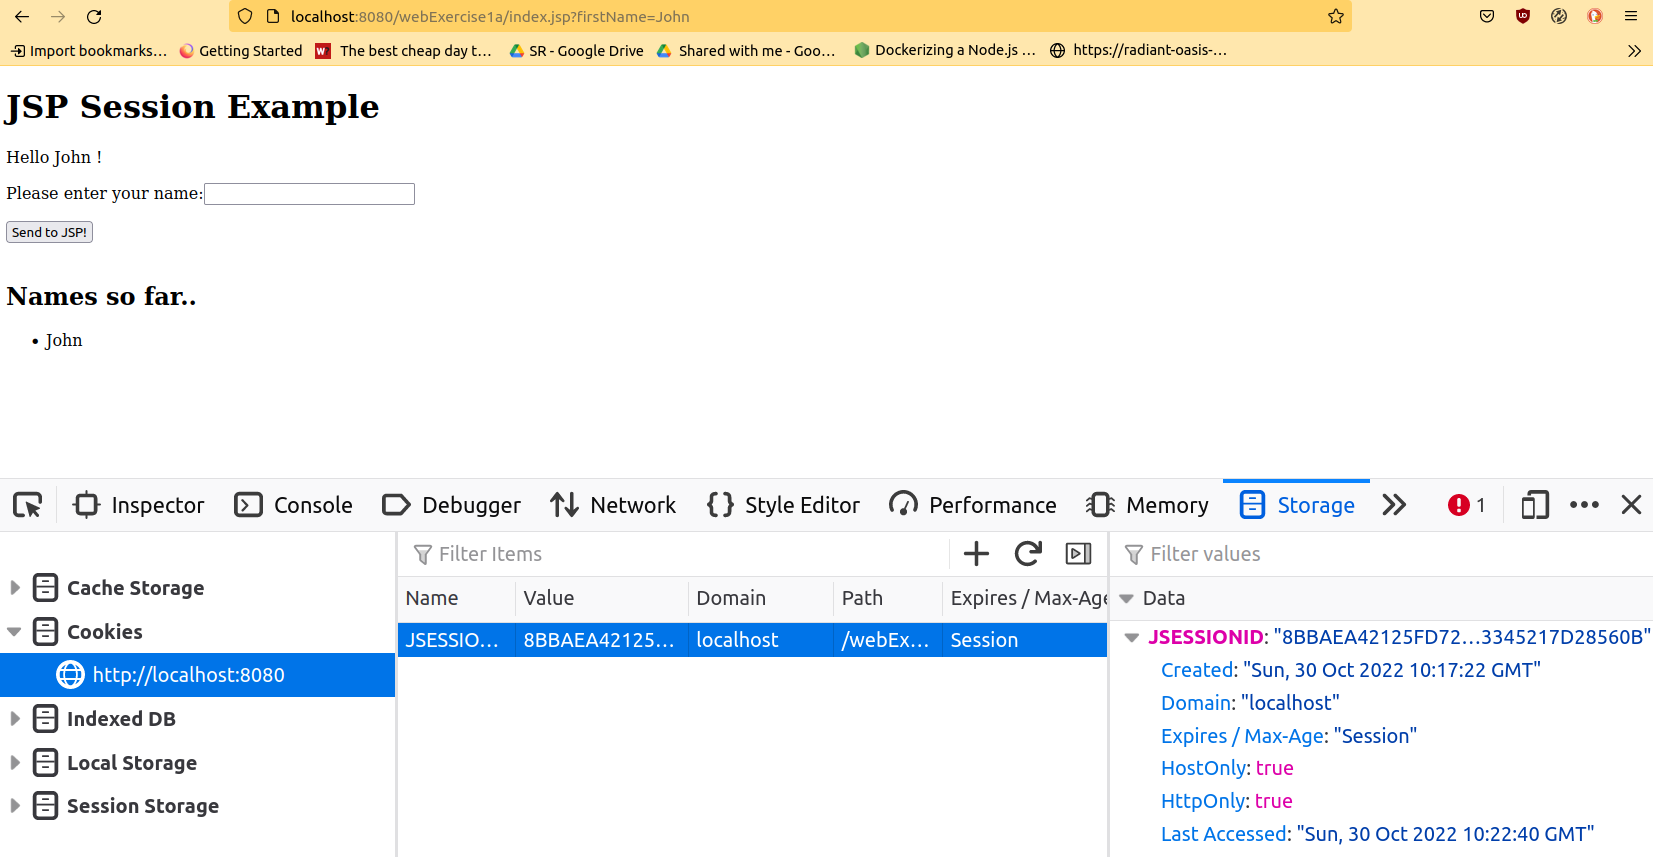 localhost:8080/webExercise1a/index.jsp?firstName=John
Import bookmarks... Getting Started The best cheap day t... SR - Google Drive Shared with me - Goo... Dockerizing a Node.js ... https://radiant-oasis-...
JSP Session Example
Hello John !
Please enter your name:
Send to JSP!
Names so far..
• John
Inspector Console Debugger Network Style Editor Performance Memory Storage 1
Filter Items Filter values
Cache Storage
Cookies
http://localhost:8080
Indexed DB
Local Storage
Session Storage
Name Value Domain Path Expires / Max-Age
JSESSIO... 8BBAEA42125... localhost /webEx... Session
Data
JSESSIONID: "8BBAEA42125FD72...3345217D28560B"
Created: "Sun, 30 Oct 2022 10:17:22 GMT"
Domain: "localhost"
Expires / Max-Age: "Session"
HostOnly: true
HttpOnly: true
Last Accessed: "Sun, 30 Oct 2022 10:22:40 GMT"